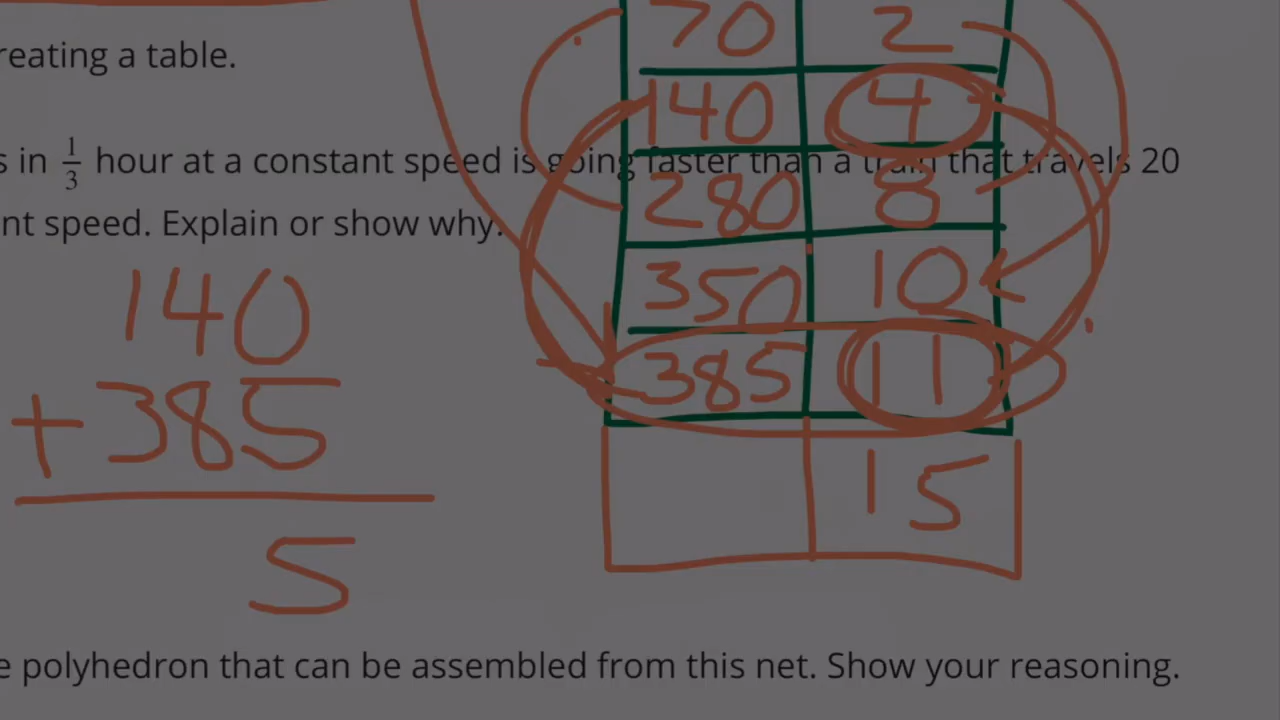 reating a table.
s in 1/3 hour at a constant speed is going faster than a train that travels 20
nt speed. Explain or show why.
140
+385
5
70 2
140 4
280 8
350 10
385 11
15
e polyhedron that can be assembled from this net. Show your reasoning.